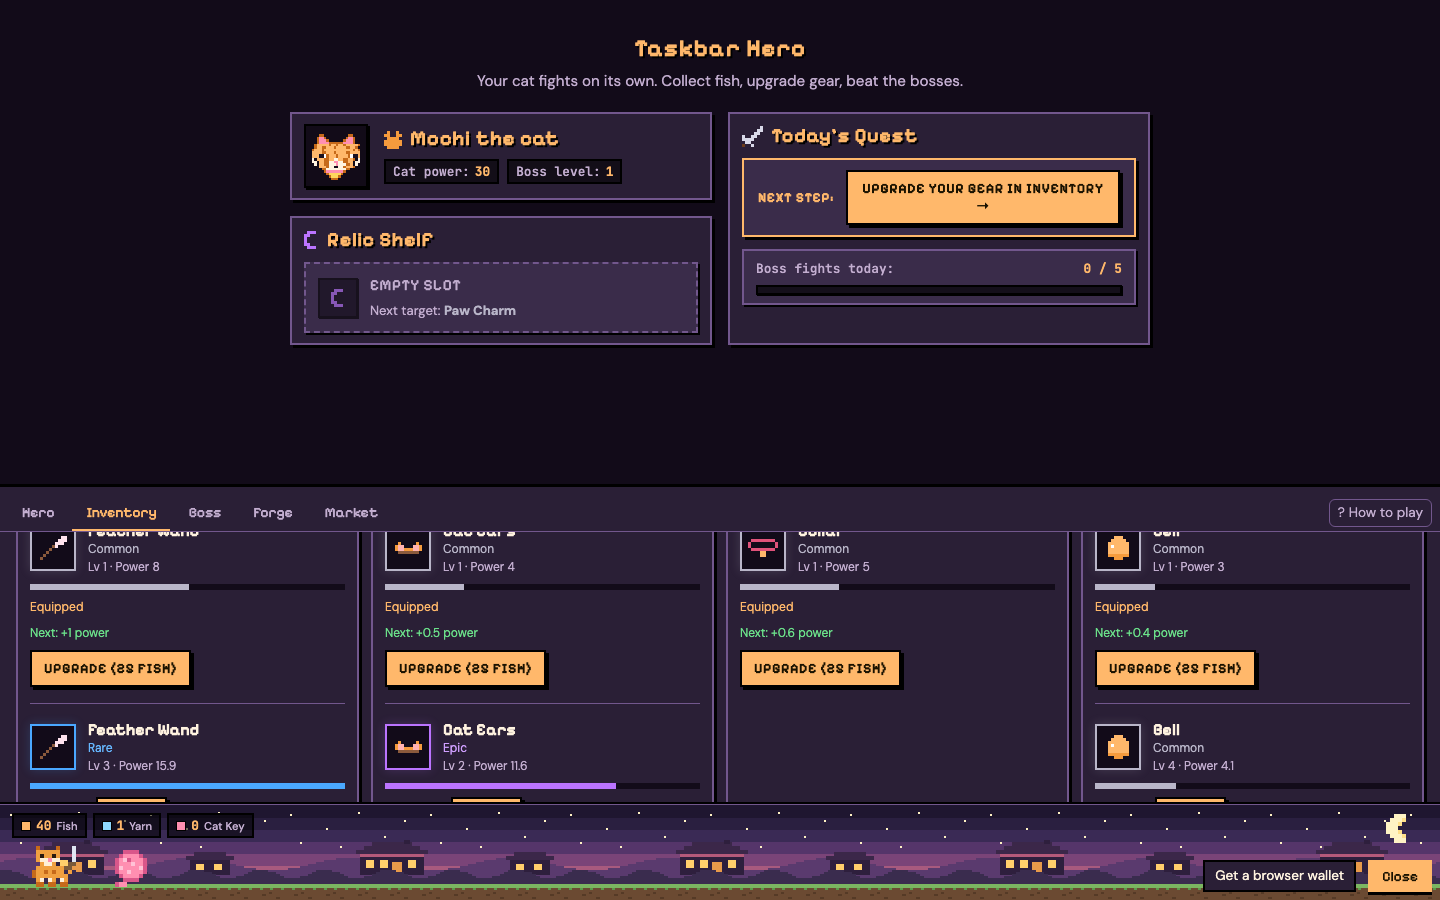 Taskbar Hero
Your cat fights on its own. Collect fish, upgrade gear, beat the bosses.
Mochi the cat
Cat power: 30
Boss level: 1
Relic Shelf
EMPTY SLOT
Next target: Paw Charm
Today's Quest
NEXT STEP:
UPGRADE YOUR GEAR IN INVENTORY
→
Boss fights today:
0 / 5
Hero
Inventory
Boss
Forge
Market
? How to play
Feather Wand
Common
Lv 1 · Power 8
Equipped
Next: +1 power
UPGRADE (25 FISH)
Feather Wand
Rare
Lv 3 · Power 15.9
Cat Ears
Common
Lv 1 · Power 4
Equipped
Next: +0.5 power
UPGRADE (25 FISH)
Cat Ears
Epic
Lv 2 · Power 11.6
Collar
Common
Lv 1 · Power 5
Equipped
Next: +0.6 power
UPGRADE (25 FISH)
Bell
Common
Lv 1 · Power 3
Equipped
Next: +0.4 power
UPGRADE (25 FISH)
Bell
Common
Lv 4 · Power 4.1
40 Fish
1 Yarn
0 Cat Key
Get a browser wallet
Close